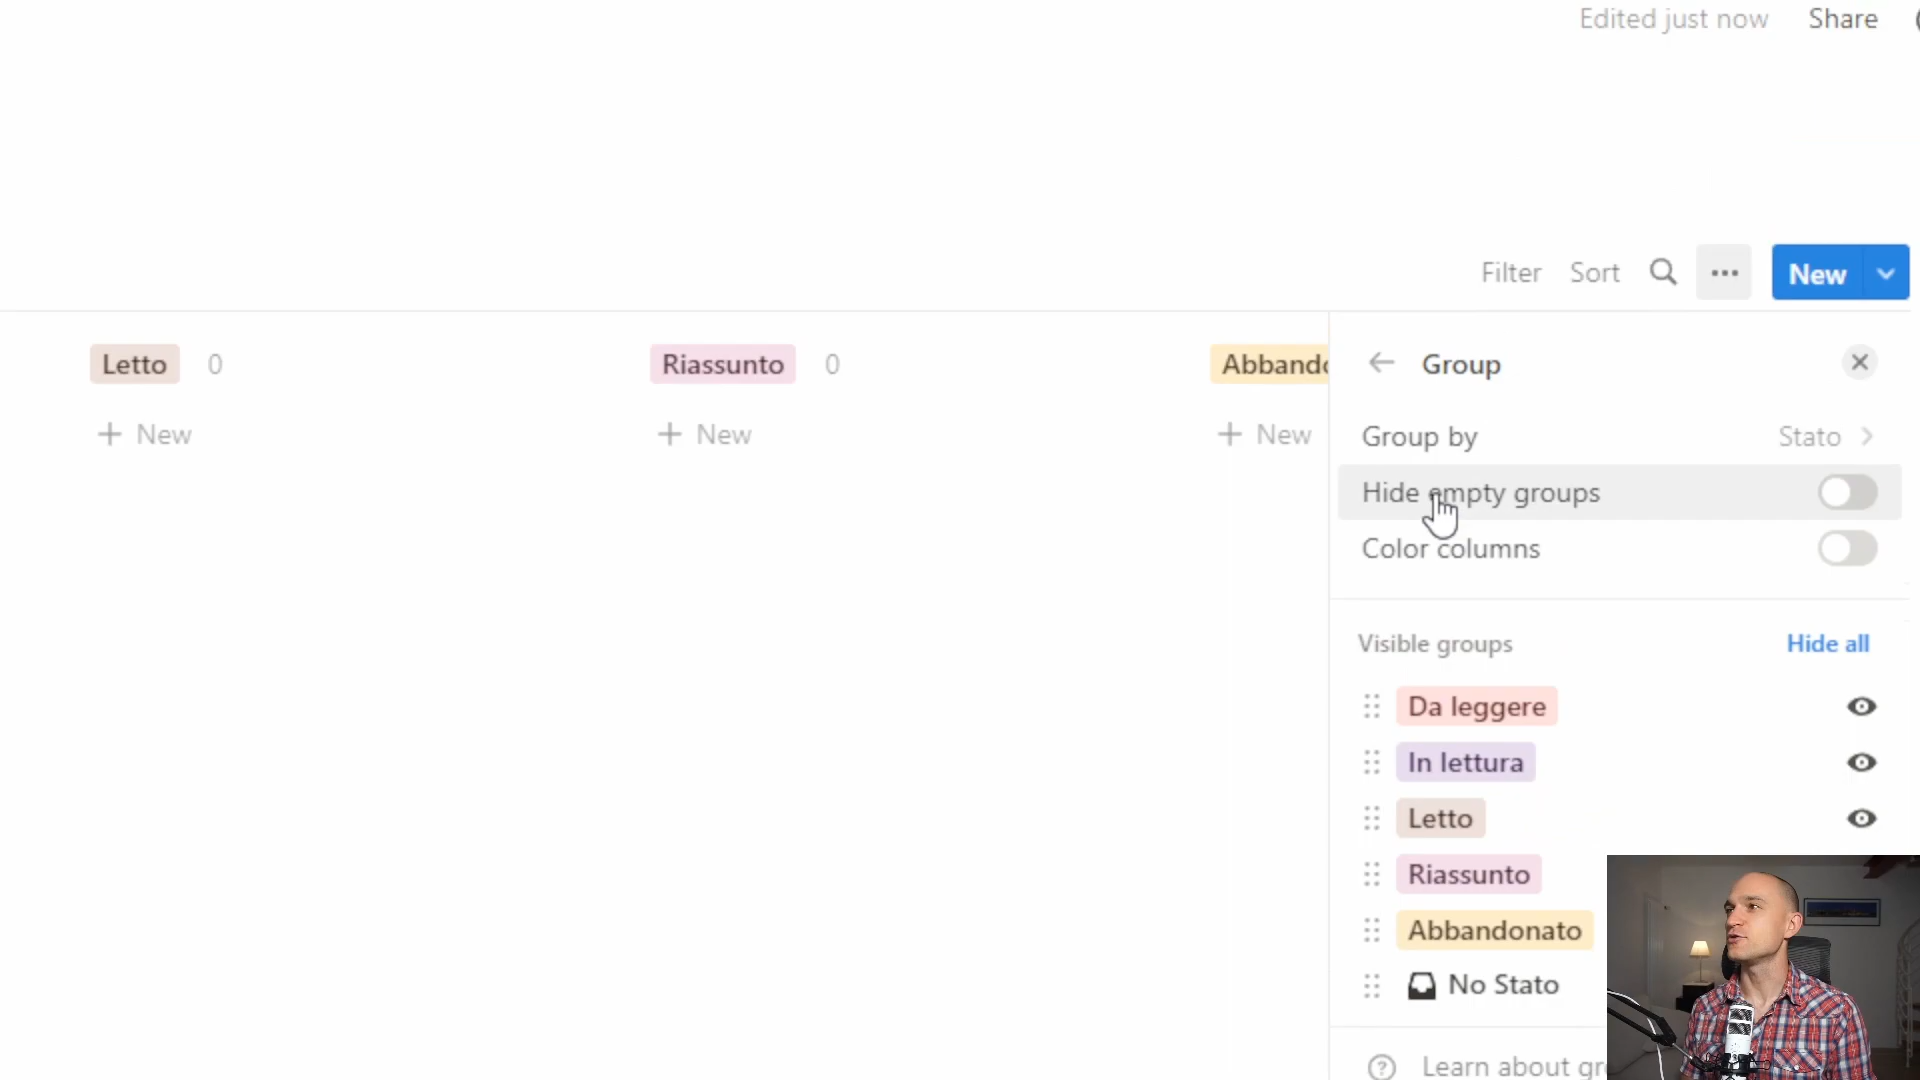 Edited just now Share
Filter Sort New
Letto 0 Riassunto 0 Abband
+ New + New + New
Group
Group by Stato
Hide empty groups
Color columns
Visible groups Hide all
Da leggere
In lettura
Letto
Riassunto
Abbandonato
No Stato
Learn about gr